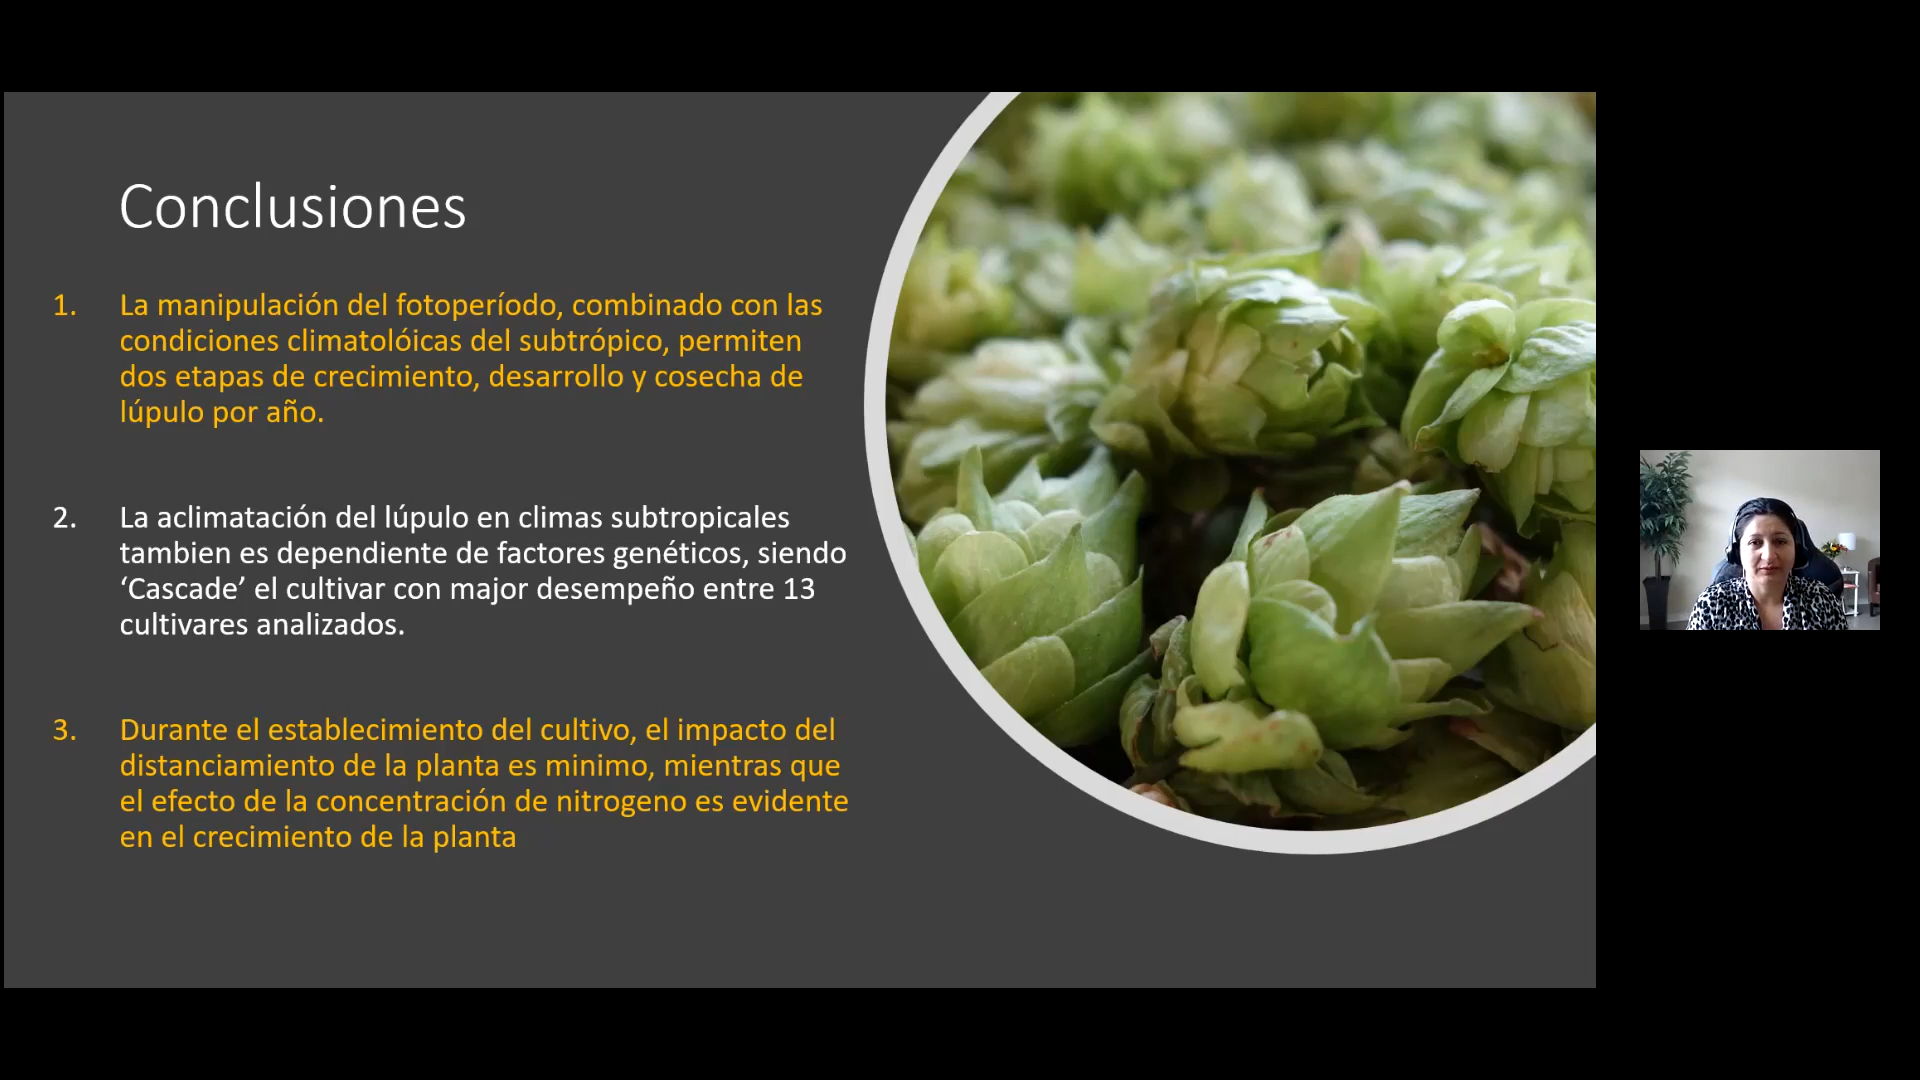 Conclusiones
1. La manipulación del fotoperíodo, combinado con las
condiciones climatolóicas del subtrópico, permiten
dos etapas de crecimiento, desarrollo y cosecha de
lúpulo por año.
2. La aclimatación del lúpulo en climas subtropicales
tambien es dependiente de factores genéticos, siendo
‘Cascade’ el cultivar con major desempeño entre 13
cultivares analizados.
3. Durante el establecimiento del cultivo, el impacto del
distanciamiento de la planta es minimo, mientras que
el efecto de la concentración de nitrogeno es evidente
en el crecimiento de la planta